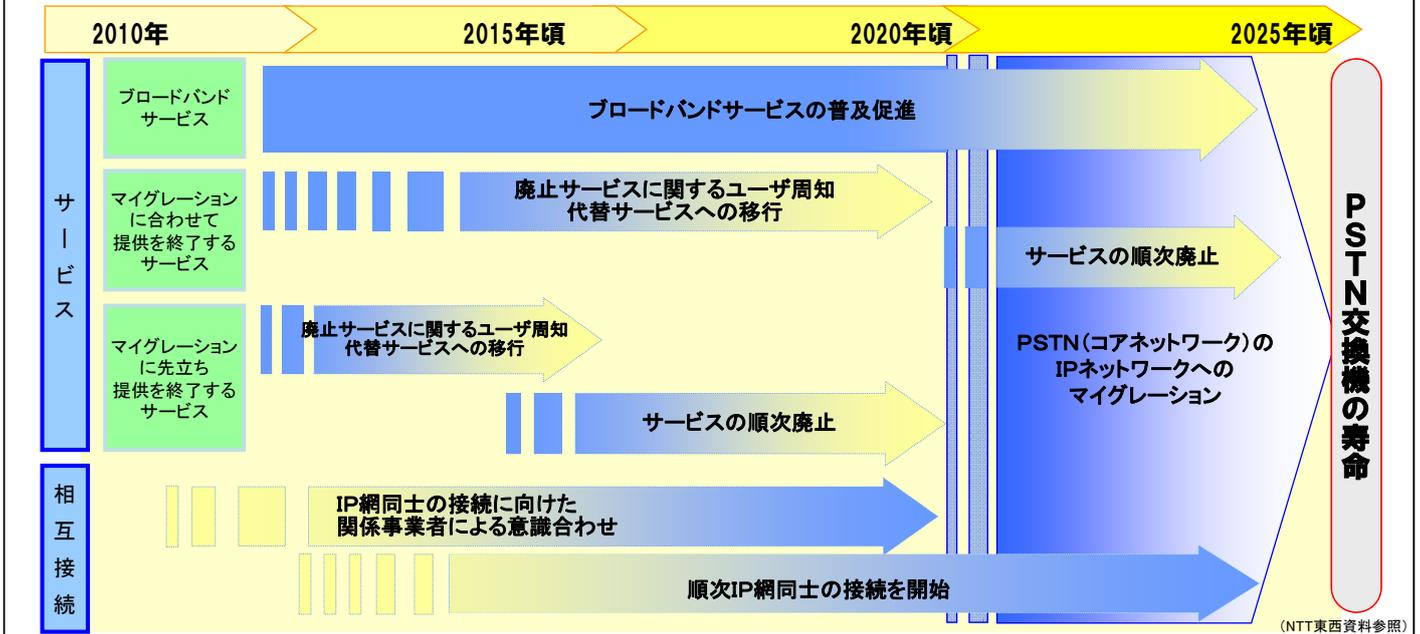 2010年
2015年頃
2020年頃
2025年頃
サービス
ブロードバンド
サービス
ブロードバンドサービスの普及促進
マイグレーション
に合わせて
提供を終了する
サービス
廃止サービスに関するユーザ周知
代替サービスへの移行
サービスの順次廃止
マイグレーション
に先立ち
提供を終了する
サービス
廃止サービスに関するユーザ周知
代替サービスへの移行
サービスの順次廃止
PSTN(コアネットワーク)の
IPネットワークへの
マイグレーション
PSTN交換機の寿命
相互接続
IP網同士の接続に向けた
関係事業者による意識合わせ
順次IP網同士の接続を開始
(NTT東西資料参照)